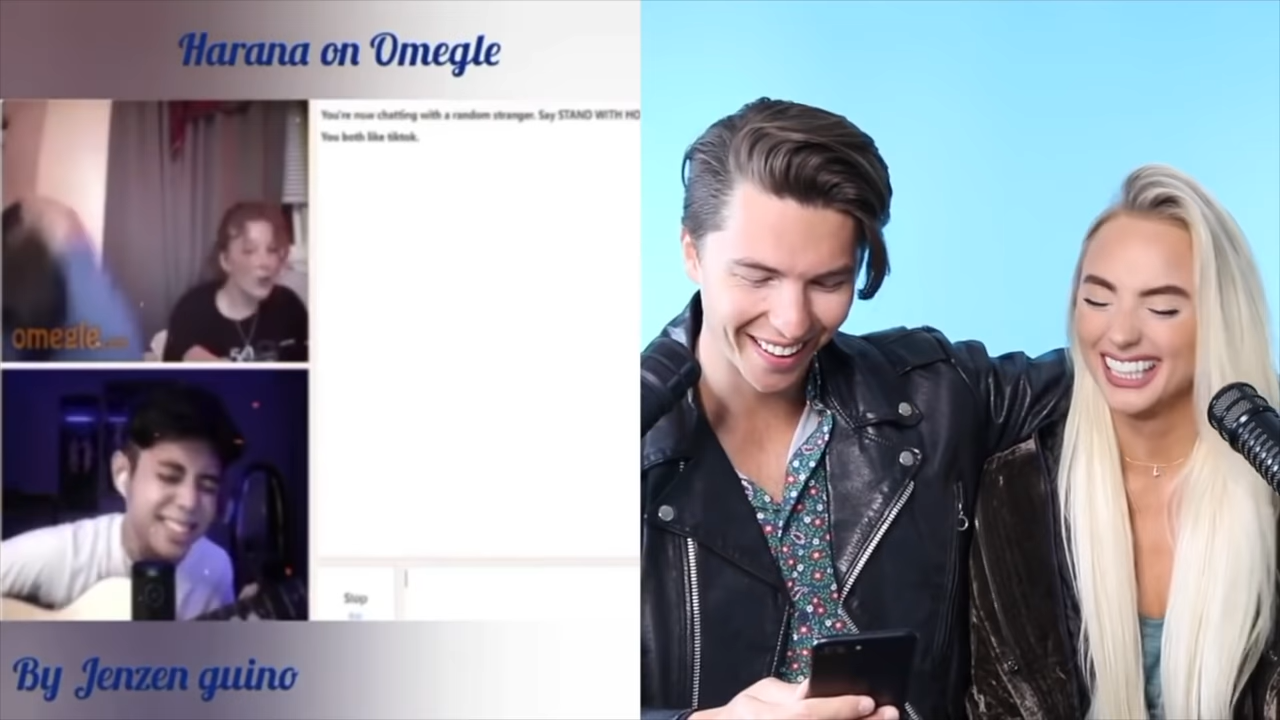 Harana on Omegle
You're now chatting with a random stranger. Say STAND WITH HO
You both like tiktok.
omegle
Stop
By Jenzen guino